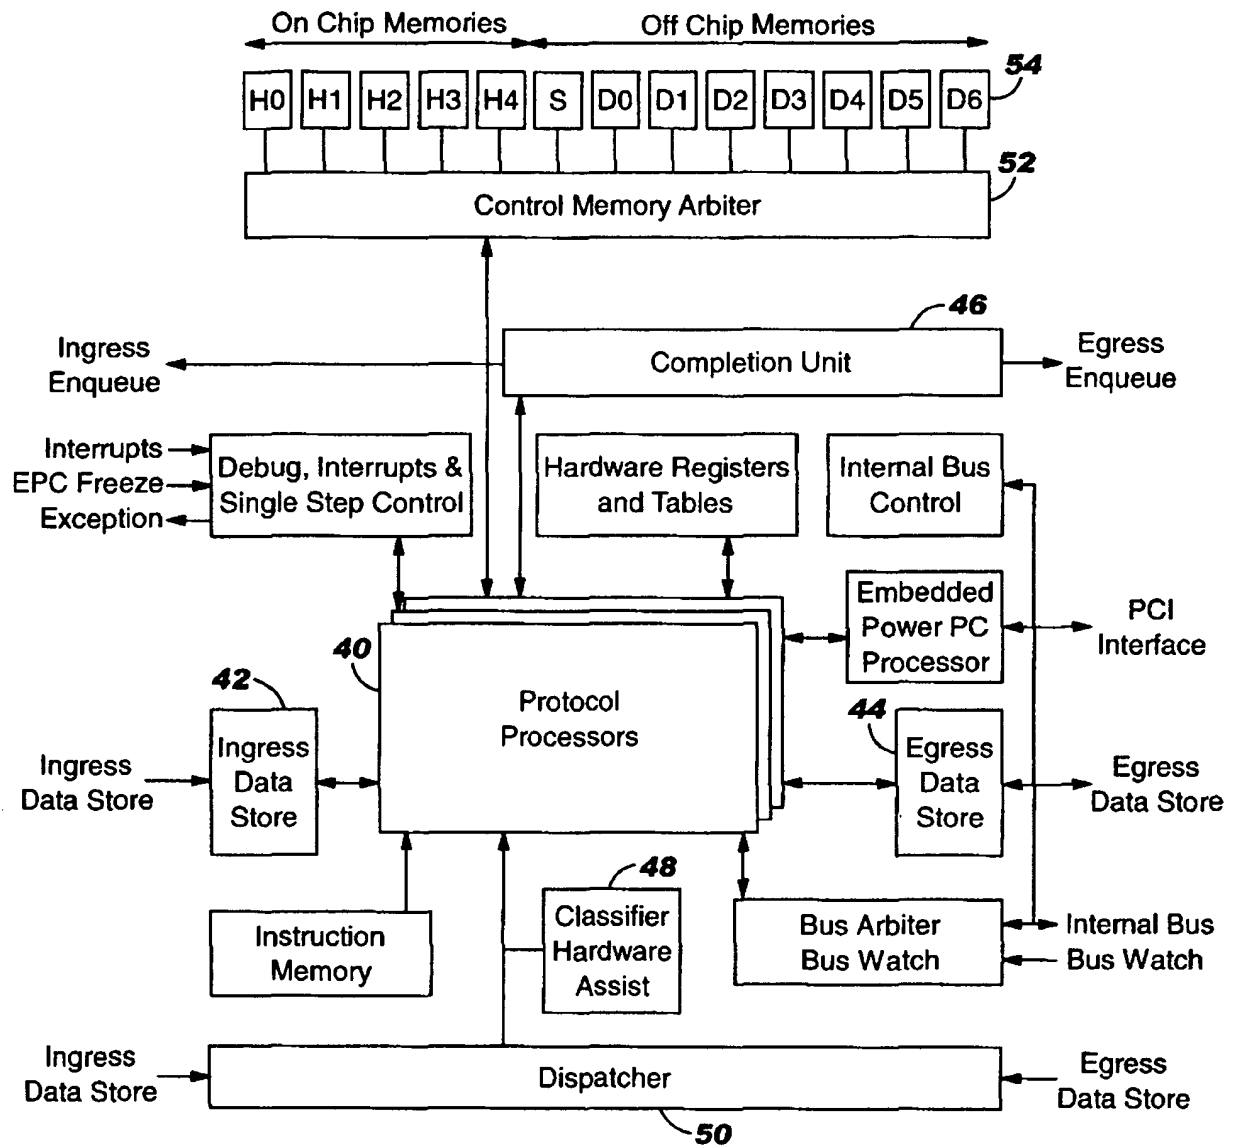 On Chip Memories
Off Chip Memories
54
H0 H1 H2 H3 H4 S D0 D1 D2 D3 D4 D5 D6
52
Control Memory Arbiter
46
Ingress
Enqueue
Completion Unit
Egress
Enqueue
Interrupts
EPC Freeze
Exception
Debug, Interrupts &
Single Step Control
Hardware Registers
and Tables
Internal Bus
Control
Embedded
Power PC
Processor
PCI
Interface
40
Protocol
Processors
42
Ingress
Data Store
Ingress
Data
Store
44
Egress
Data
Store
Egress
Data Store
Instruction
Memory
48
Classifier
Hardware
Assist
Bus Arbiter
Bus Watch
Internal Bus
Bus Watch
Ingress
Data Store
Dispatcher
Egress
Data Store
50